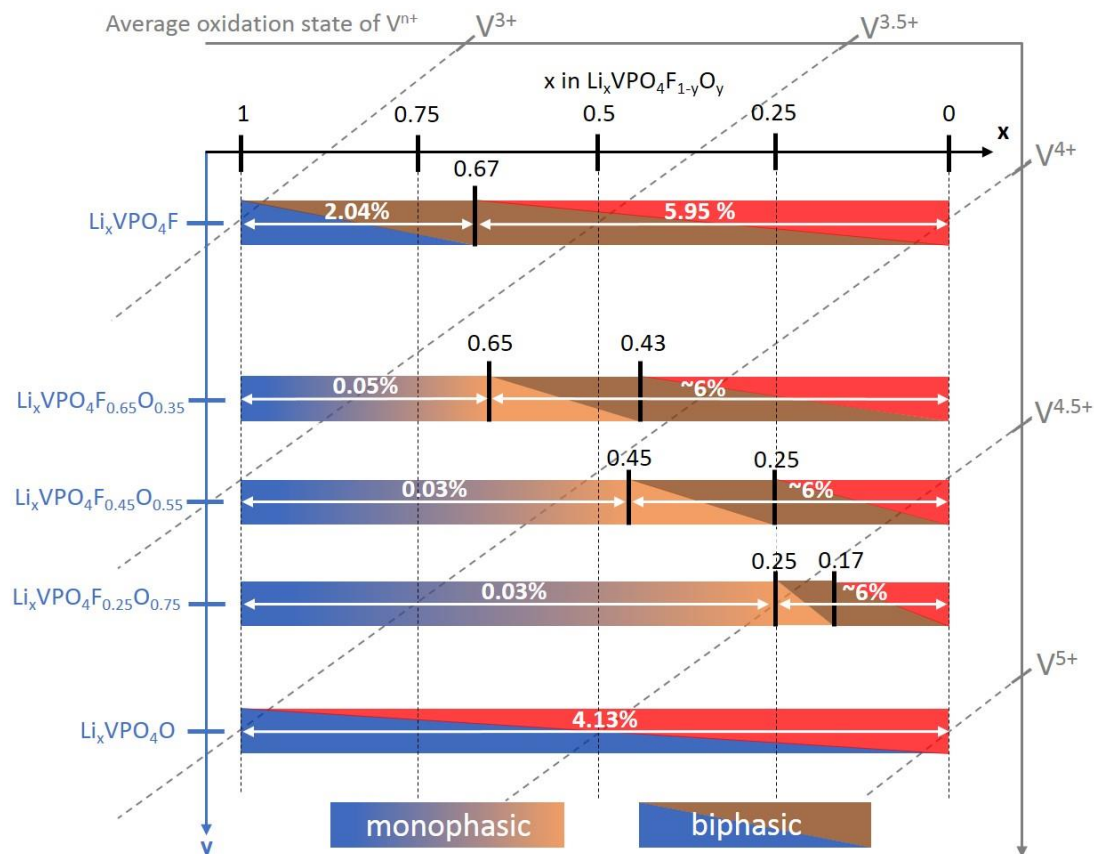 Average oxidation state of Vⁿ⁺
V³⁺
V³·⁵⁺
x in LiₓVPO₄F₁₋yOy
1 0.75 0.5 0.25 0
x
V⁴⁺
0.67
LiₓVPO₄F
2.04% 5.95 %
0.65 0.43
LiₓVPO₄F₀.₆₅O₀.₃₅
0.05% ~6%
V⁴·⁵⁺
0.45 0.25
LiₓVPO₄F₀.₄₅O₀.₅₅
0.03% ~6%
0.25 0.17
LiₓVPO₄F₀.₂₅O₀.₇₅
0.03% ~6%
V⁵⁺
LiₓVPO₄O
4.13%
monophasic biphasic
y